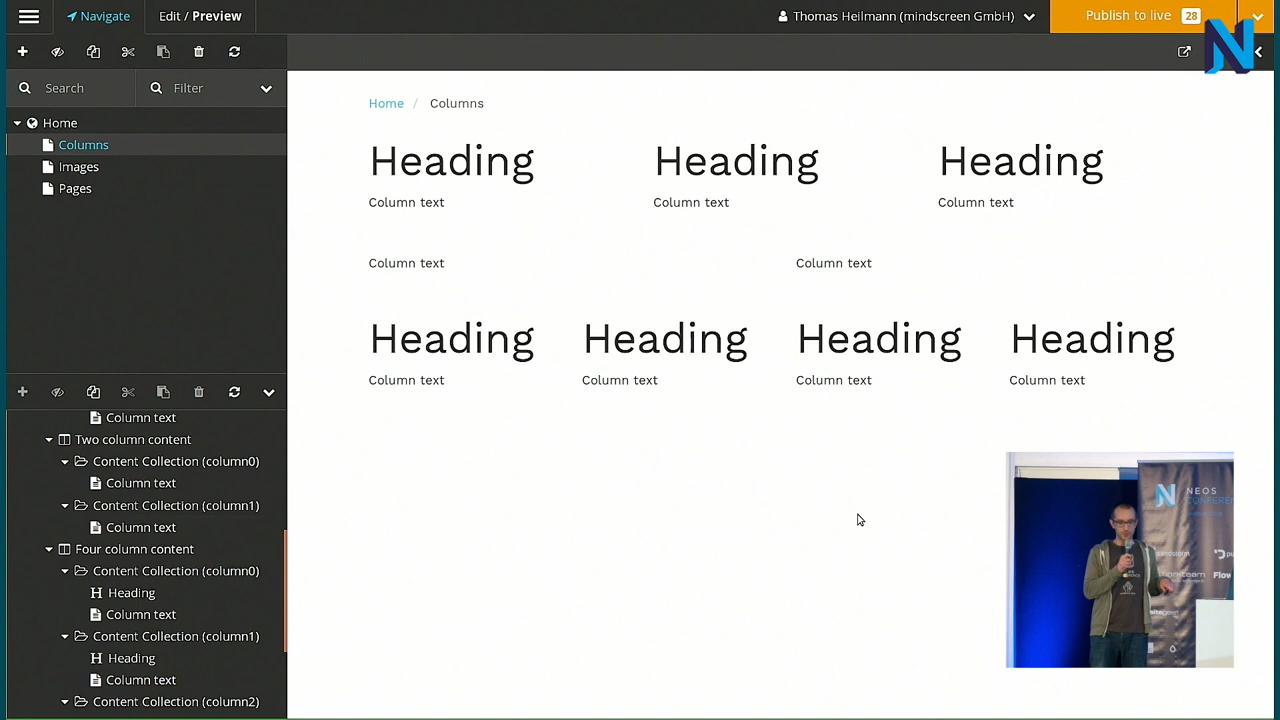 Navigate
Edit / Preview
Thomas Heilmann (mindscreen GmbH)
Publish to live 28
Search
Filter
Home
Columns
Images
Pages
Home / Columns
Heading Heading Heading
Column text Column text Column text
Column text Column text
Heading Heading Heading Heading
Column text Column text Column text Column text
Column text
Two column content
Content Collection (column0)
Column text
Content Collection (column1)
Column text
Four column content
Content Collection (column0)
Heading
Column text
Content Collection (column1)
Heading
Column text
Content Collection (column2)
NEOS
Flow